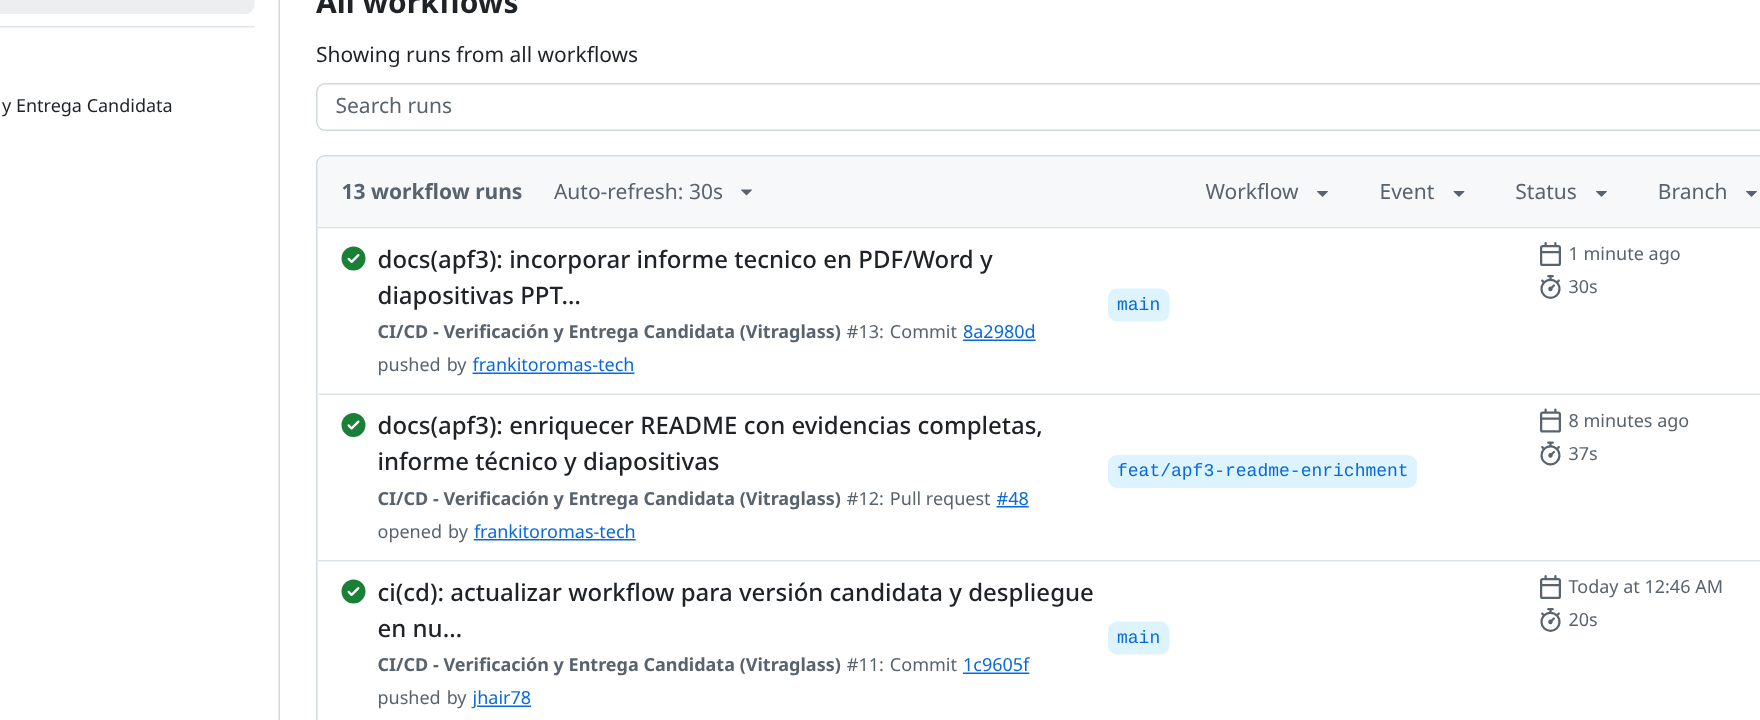 All workflows
Showing runs from all workflows
y Entrega Candidata
Search runs
13 workflow runs Auto-refresh: 30s Workflow Event Status Branch
docs(apf3): incorporar informe tecnico en PDF/Word y
diapositivas PPT...
CI/CD - Verificación y Entrega Candidata (Vitraglass) #13: Commit 8a2980d
pushed by frankitoromas-tech
main
1 minute ago
30s
docs(apf3): enriquecer README con evidencias completas,
informe técnico y diapositivas
CI/CD - Verificación y Entrega Candidata (Vitraglass) #12: Pull request #48
opened by frankitoromas-tech
feat/apf3-readme-enrichment
8 minutes ago
37s
ci(cd): actualizar workflow para versión candidata y despliegue
en nu...
CI/CD - Verificación y Entrega Candidata (Vitraglass) #11: Commit 1c9605f
pushed by jhair78
main
Today at 12:46 AM
20s